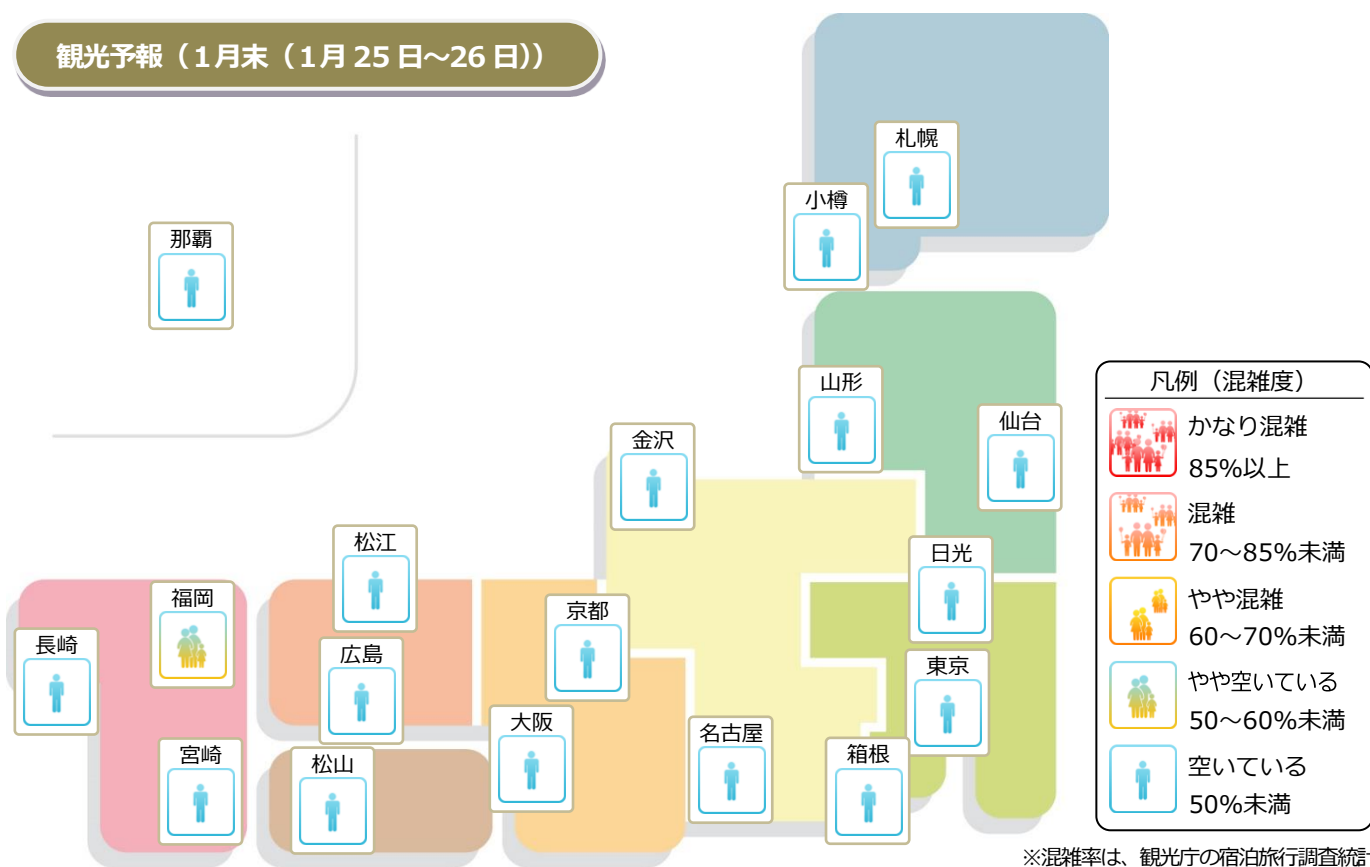 観光予報（１月末（１月 25 日～26 日））
札幌
小樽
那覇
山形
仙台
金沢
松江
日光
福岡
京都
長崎
広島
東京
大阪
名古屋
箱根
宮崎
松山
凡例（混雑度）
かなり混雑
85%以上
混雑
70～85%未満
やや混雑
60～70%未満
やや空いている
50～60%未満
空いている
50%未満
※混雑率は、観光庁の宿泊旅行調査統計